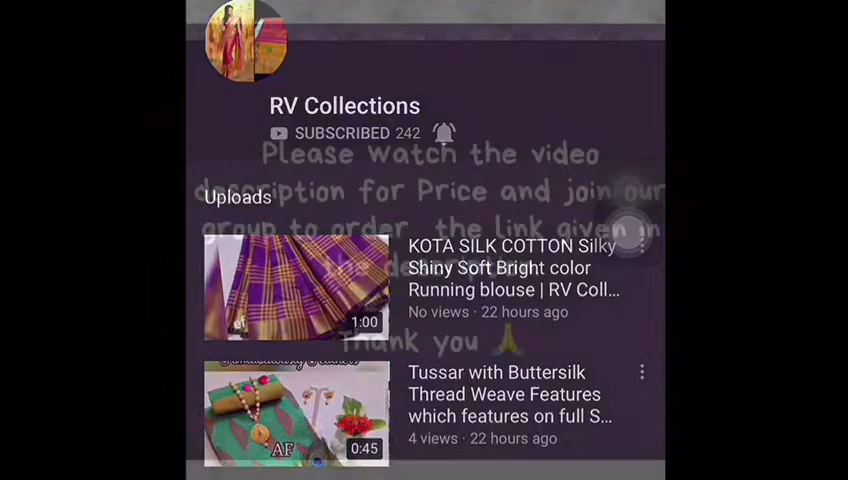 RV Collections
SUBSCRIBED 242
Please watch the video
description for Price and join our
Uploads
group to order the link given in
the description
Thank you 🙏
KOTA SILK COTTON Silky
Shiny Soft Bright color
Running blouse | RV Coll...
No views · 22 hours ago
1:00
Tussar with Buttersilk
Thread Weave Features
which features on full S...
4 views · 22 hours ago
AF
0:45